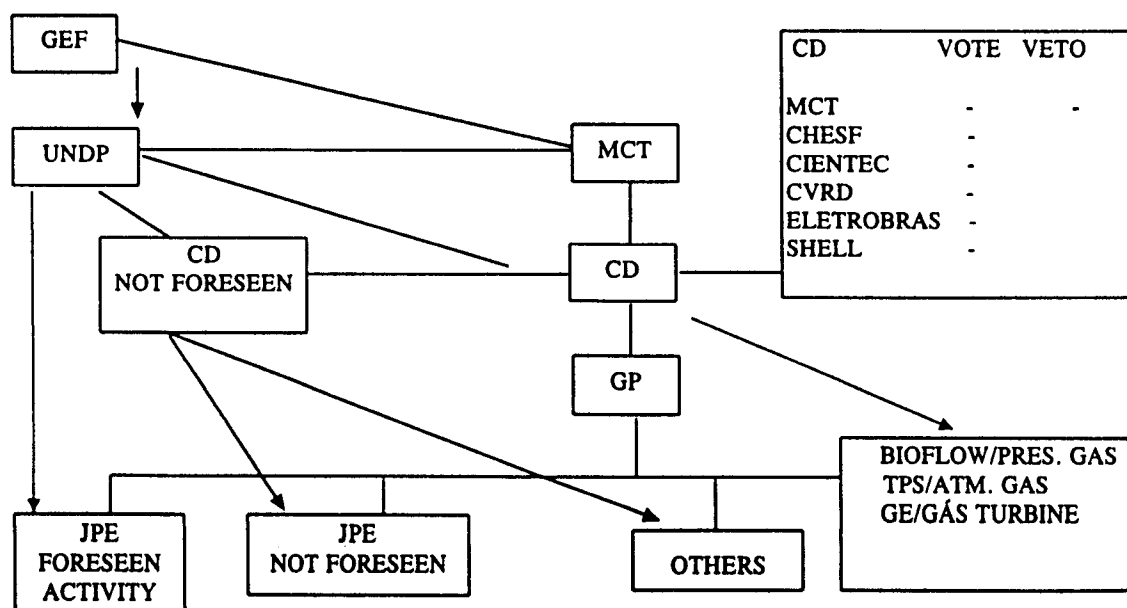 GEF
CD VOTE VETO
MCT - -
CHESF -
CIENTEC -
CVRD -
ELETROBRAS -
SHELL -
UNDP
MCT
CD
NOT FORESEEN
CD
GP
BIOFLOW/PRES. GAS
TPS/ATM. GAS
GE/GÁS TURBINE
JPE
FORESEEN
ACTIVITY
JPE
NOT FORESEEN
OTHERS